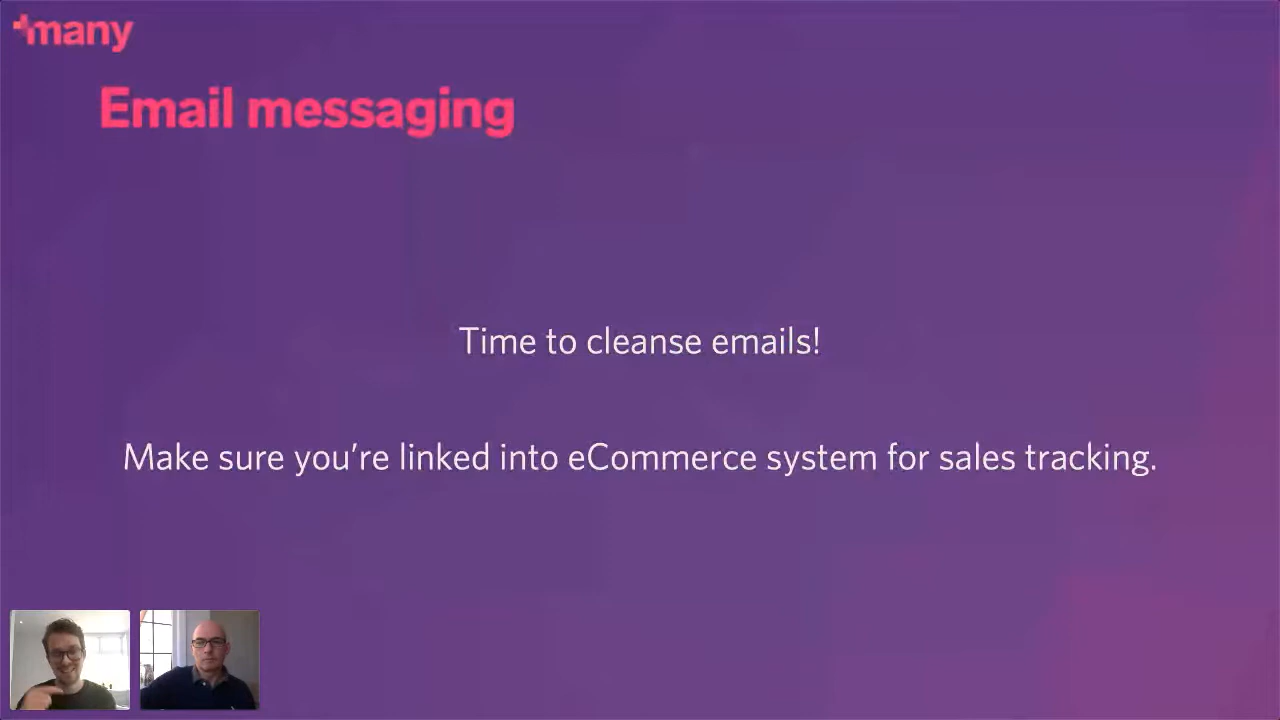 +many
Email messaging
Time to cleanse emails!
Make sure you’re linked into eCommerce system for sales tracking.